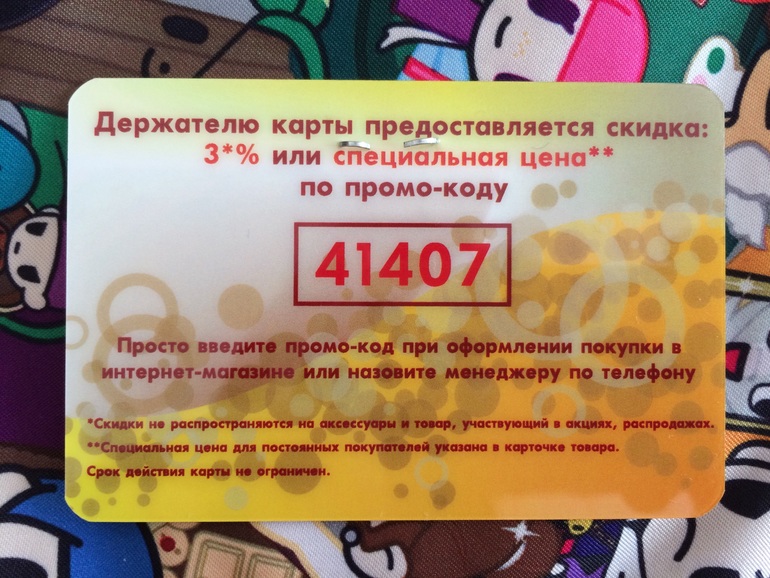 Держателю карты предоставляется скидка:
3*% или специальная цена**
по промо-коду
41407
Просто введите промо-код при оформлении покупки в
интернет-магазине или назовите менеджеру по телефону
*Скидки не распространяются на аксессуары и товар, участвующий в акциях, распродажах.
**Специальная цена для постоянных покупателей указана в карточке товара.
Срок действия карты не ограничен.